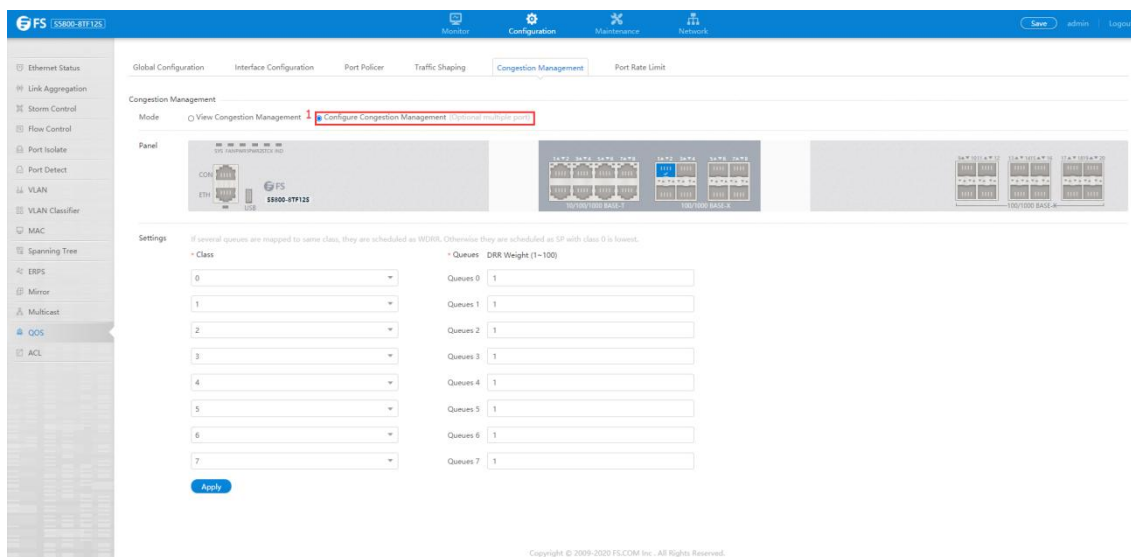 FS S5800-8TF12S
Monitor Configuration Maintenance Network
Save admin Logou
Ethernet Status
Link Aggregation
Storm Control
Flow Control
Port Isolate
Port Detect
VLAN
VLAN Classifier
MAC
Spanning Tree
ERPS
Mirror
Multicast
QOS
ACL
Global Configuration Interface Configuration Port Policer Traffic Shaping Congestion Management Port Rate Limit
Congestion Management
Mode View Congestion Management 1 Configure Congestion Management (Optional multiple port)
Panel
CON
ETH
FS
S5800-8TF12S
USB
10/100/1000 BASE-T 100/1000 BASE-X
100/1000 BASE-X
Settings If several queues are mapped to same class, they are scheduled as WDRR, Otherwise they are scheduled as SP with class 0 is lowest.
* Class * Queues DRR Weight (1~100)
0 Queues 0 1
1 Queues 1 1
2 Queues 2 1
3 Queues 3 1
4 Queues 4 1
5 Queues 5 1
6 Queues 6 1
7 Queues 7 1
Apply
Copyright © 2009-2020 FS.COM Inc . All Rights Reserved.